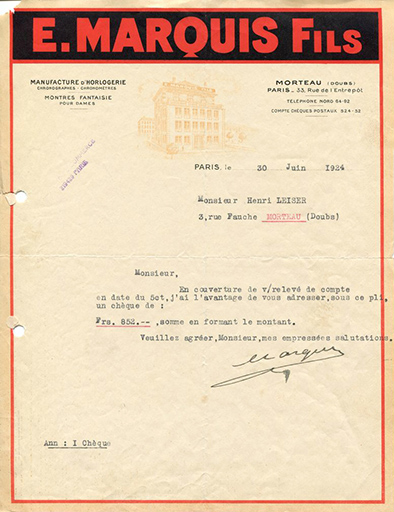 E. MARQUIS FILS
MANUFACTURE d'HORLOGERIE
CHRONOGRAPHES - CHRONOMÈTRES
MONTRES FANTAISIE
POUR DAMES
MORTEAU (DOUBS)
PARIS, 33, Rue de l'Entrepôt
TÉLÉPHONE NORD 64-92
COMPTE CHÈQUES POSTAUX 524-52
PARIS, le 30 Juin 1924
Monsieur Henri LEISER
3, rue Fauche MORTEAU (Doubs)
Monsieur,
En couverture de v/relevé de compte
en date du 5ct, j'ai l'avantage de vous adresser, sous ce pli,
un chèque de :
Frs. 852.-- , somme en formant le montant.
Veuillez agréer, Monsieur, mes empressées salutations.
Marquis
Ann : I Chèque